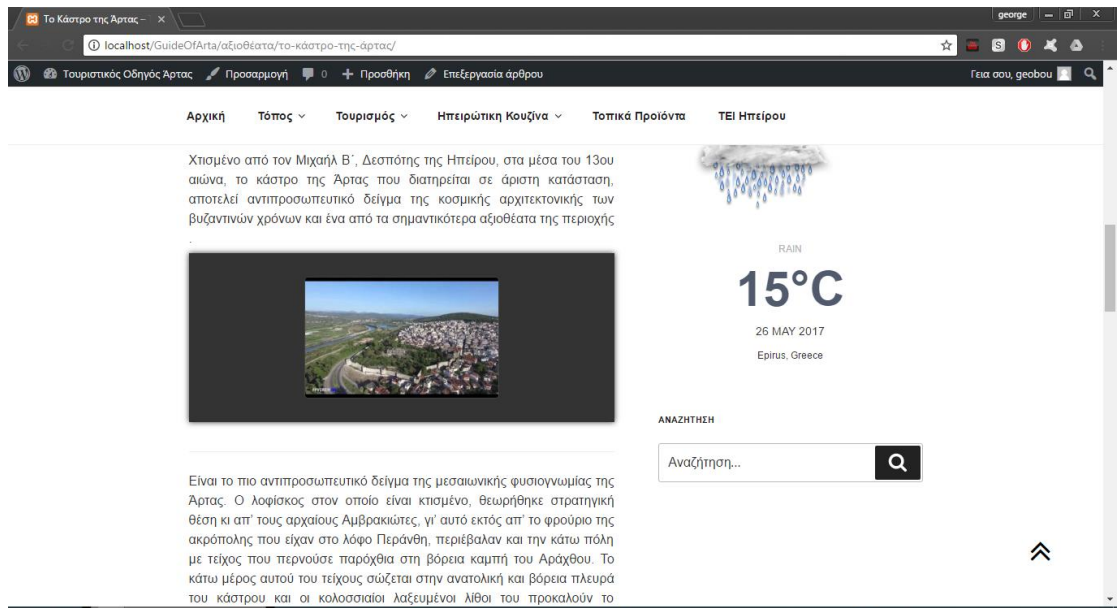 Το Κάστρο της Άρτας –
george
localhost/GuideOfArta/αξιοθέατα/το-κάστρο-της-άρτας/
Τουριστικός Οδηγός Άρτας Προσαρμογή 0 Προσθήκη Επεξεργασία άρθρου Γεια σου, geobou
Αρχική Τόπος Τουρισμός Ηπειρώτικη Κουζίνα Τοπικά Προϊόντα ΤΕΙ Ηπείρου
Χτισμένο από τον Μιχαήλ Β΄, Δεσπότης της Ηπείρου, στα μέσα του 13ου
αιώνα, το κάστρο της Άρτας που διατηρείται σε άριστη κατάσταση,
αποτελεί αντιπροσωπευτικό δείγμα της κοσμικής αρχιτεκτονικής των
βυζαντινών χρόνων και ένα από τα σημαντικότερα αξιοθέατα της περιοχής
.
Είναι το πιο αντιπροσωπευτικό δείγμα της μεσαιωνικής φυσιογνωμίας της
Άρτας. Ο λοφίσκος στον οποίο είναι κτισμένο, θεωρήθηκε στρατηγική
θέση κι απ’ τους αρχαίους Αμβρακιώτες, γι’ αυτό εκτός απ’ το φρούριο της
ακρόπολης που είχαν στο λόφο Περάνθη, περιέβαλαν και την κάτω πόλη
με τείχος που περνούσε παρόχθια στη βόρεια καμπή του Αράχθου. Το
κάτω μέρος αυτού του τείχους σώζεται στην ανατολική και βόρεια πλευρά
του κάστρου και οι κολοσσιαίοι λαξευμένοι λίθοι του προκαλούν το
RAIN
15°C
26 MAY 2017
Epirus, Greece
ΑΝΑΖΗΤΗΣΗ
Αναζήτηση...